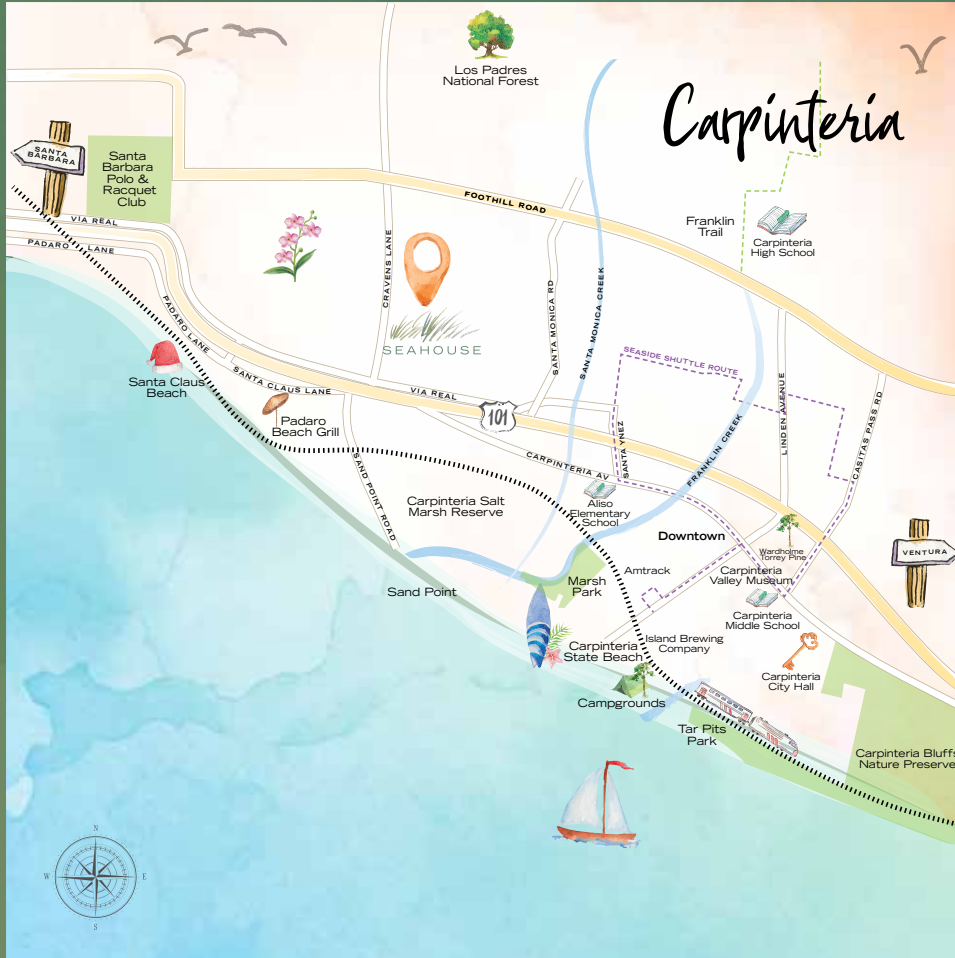 Los Padres
National Forest
Carpinteria
SANTA
BARBARA
Santa
Barbara
Polo &
Racquet
Club
VIA REAL
PADARO LANE
FOOTHILL ROAD
Franklin
Trail
Carpinteria
High School
CRAVENS LANE
SANTA MONICA RD
SANTA MONICA CREEK
PADARO LANE
SEAHOUSE
SEASIDE SHUTTLE ROUTE
Santa Claus
Beach
SANTA CLAUS LANE
VIA REAL
101
Padaro
Beach Grill
LINDEN AVENUE
CASITAS PASS RD
SANTA YNEZ
FRANKLIN CREEK
CARPINTERIA AV
SAND POINT ROAD
Carpinteria Salt
Marsh Reserve
Aliso
Elementary
School
Downtown
Wardholme
Torrey Pine
VENTURA
Sand Point
Marsh
Park
Amtrack
Carpinteria
Valley Museum
Carpinteria
Middle School
Carpinteria
State Beach
Island Brewing
Company
Carpinteria
City Hall
Campgrounds
Tar Pits
Park
Carpinteria Bluffs
Nature Preserve
N
W
E
S